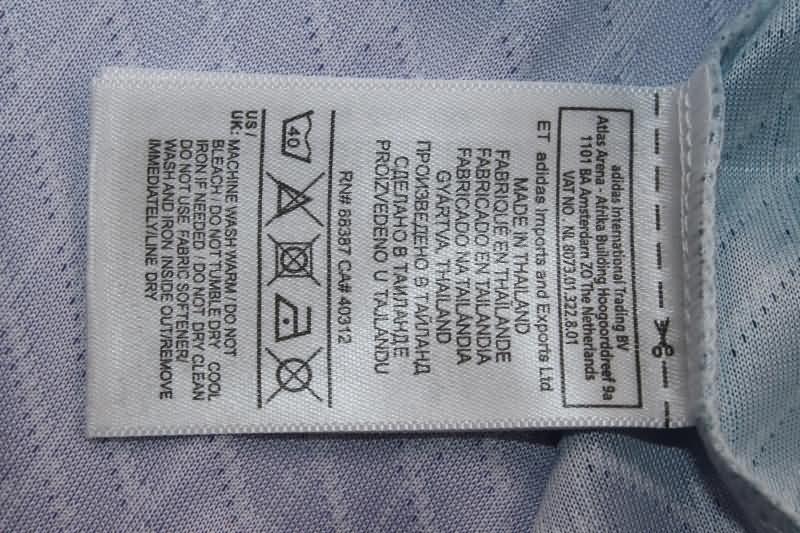 adidas International Trading BV
Atlas Arena - Afrika Building Hoogoorddreef 9a
1101 BA Amsterdam ZO The Netherlands
VAT NO. NL 8073.01.322.8.01
ET adidas Imports and Exports Ltd
MADE IN THAILAND
FABRIQUE EN THAILANDE
FABRICADO EN TAILANDIA
FABRICADO NA TAILÂNDIA
GYÁRTVA, THAILAND
ПРОИЗВЕДЕНО В ТАЙЛАНД
СДЕЛАНО В ТАИЛАНДЕ
PROIZVEDENO U TAJLANDU
RN# 88387 CA# 40312
40
US|
UK: MACHINE WASH WARM / DO NOT
BLEACH / DO NOT TUMBLE DRY / COOL
IRON IF NEEDED / DO NOT DRY CLEAN
DO NOT USE FABRIC SOFTENER/
WASH AND IRON INSIDE OUT/REMOVE
IMMEDIATELY/LINE DRY